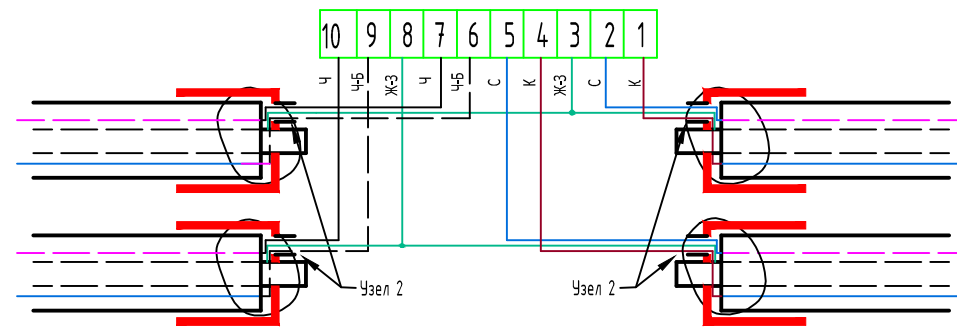 10 9 8 7 6 5 4 3 2 1
Ч Ч-Б Ж-З Ч Ч-Б С К Ж-З С К
Узел 2 Узел 2